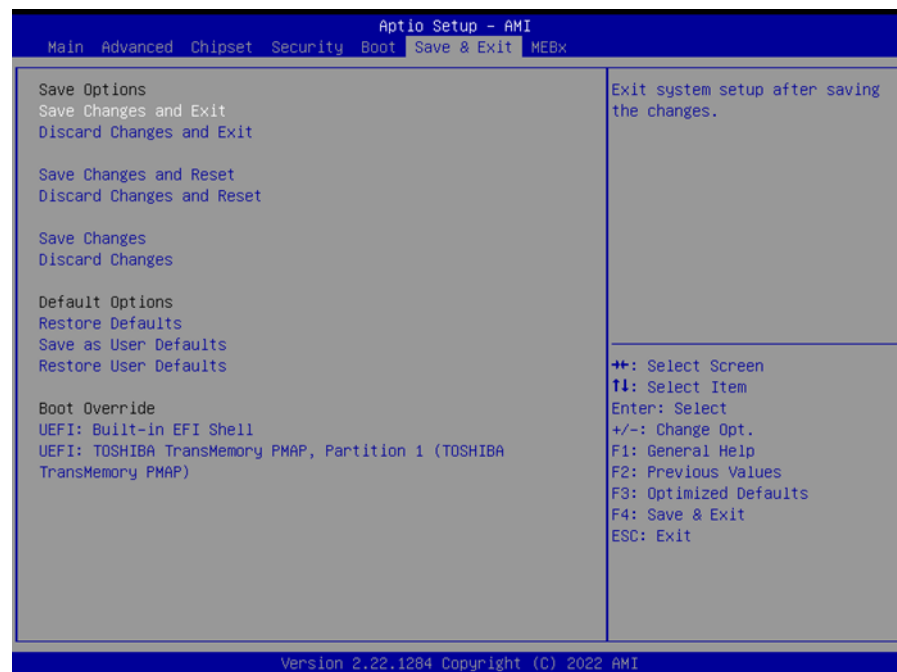 Aptio Setup – AMI
Main Advanced Chipset Security Boot Save & Exit MEBx
Save Options
Save Changes and Exit
Discard Changes and Exit
Save Changes and Reset
Discard Changes and Reset
Save Changes
Discard Changes
Default Options
Restore Defaults
Save as User Defaults
Restore User Defaults
Boot Override
UEFI: Built-in EFI Shell
UEFI: TOSHIBA TransMemory PMAP, Partition 1 (TOSHIBA
TransMemory PMAP)
Exit system setup after saving
the changes.
→←: Select Screen
↑↓: Select Item
Enter: Select
+/-: Change Opt.
F1: General Help
F2: Previous Values
F3: Optimized Defaults
F4: Save & Exit
ESC: Exit
Version 2.22.1284 Copyright (C) 2022 AMI